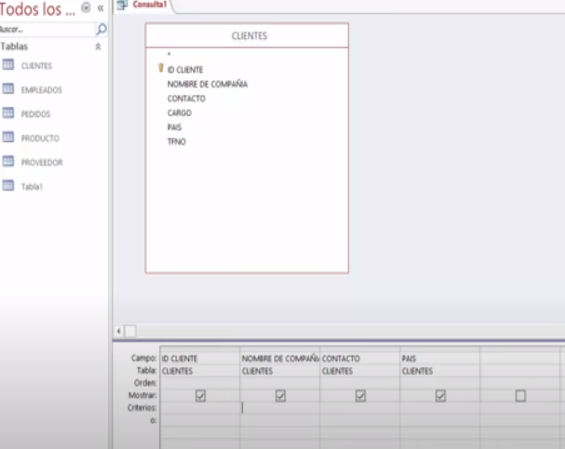 Todos los ...
Consulta1
Buscar...
Tablas
CLIENTES
EMPLEADOS
PEDIDOS
PRODUCTO
PROVEEDOR
Tabla1
CLIENTES
*
ID CLIENTE
NOMBRE DE COMPAÑIA
CONTACTO
CARGO
PAIS
TFNO
Campo: ID CLIENTE NOMBRE DE COMPAÑIA CONTACTO PAIS
Tabla: CLIENTES CLIENTES CLIENTES CLIENTES
Orden:
Mostrar:
Criterios:
o: